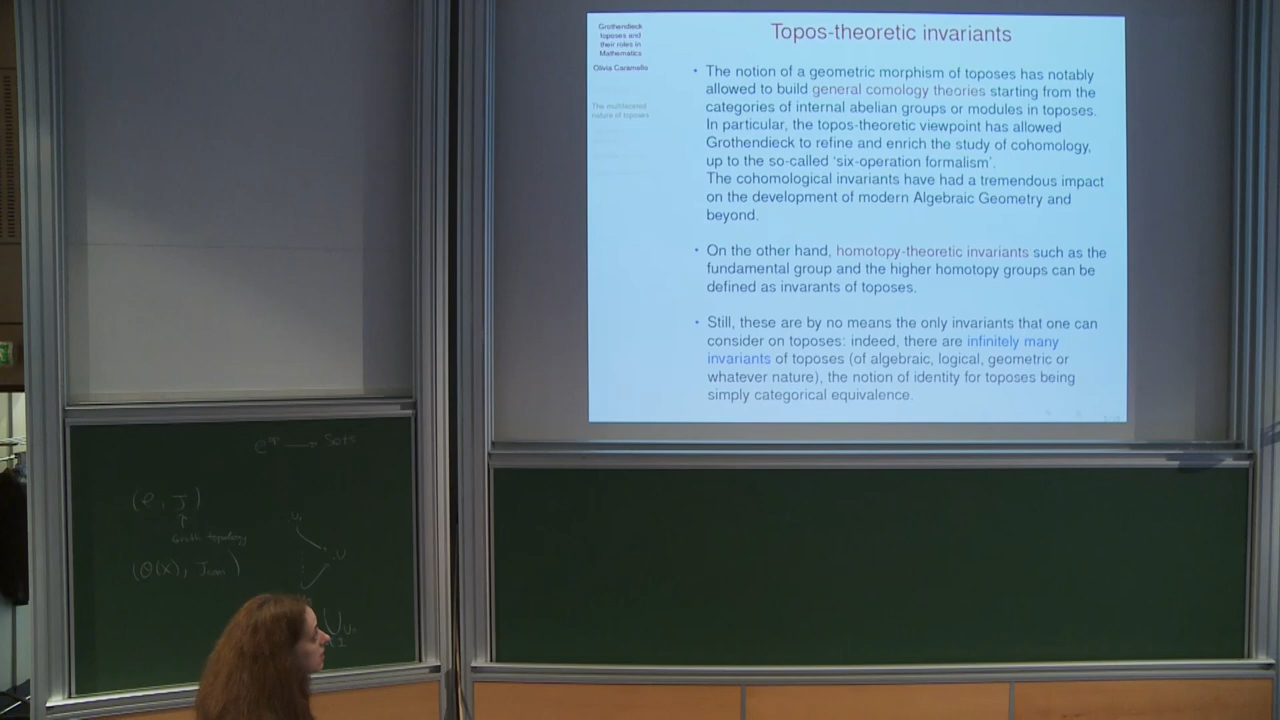 Grothendieck
toposes and
their roles in
Mathematics
Olivia Caramello
The multifaceted
nature of toposes
Topos-theoretic invariants
• The notion of a geometric morphism of toposes has notably
allowed to build general comology theories starting from the
categories of internal abelian groups or modules in toposes.
In particular, the topos-theoretic viewpoint has allowed
Grothendieck to refine and enrich the study of cohomology,
up to the so-called ‘six-operation formalism’.
The cohomological invariants have had a tremendous impact
on the development of modern Algebraic Geometry and
beyond.
• On the other hand, homotopy-theoretic invariants such as the
fundamental group and the higher homotopy groups can be
defined as invarants of toposes.
• Still, these are by no means the only invariants that one can
consider on toposes: indeed, there are infinitely many
invariants of toposes (of algebraic, logical, geometric or
whatever nature), the notion of identity for toposes being
simply categorical equivalence.
C^op → Sets
(C, J)
↑
Groth topology
(O(X), Jcan)
U